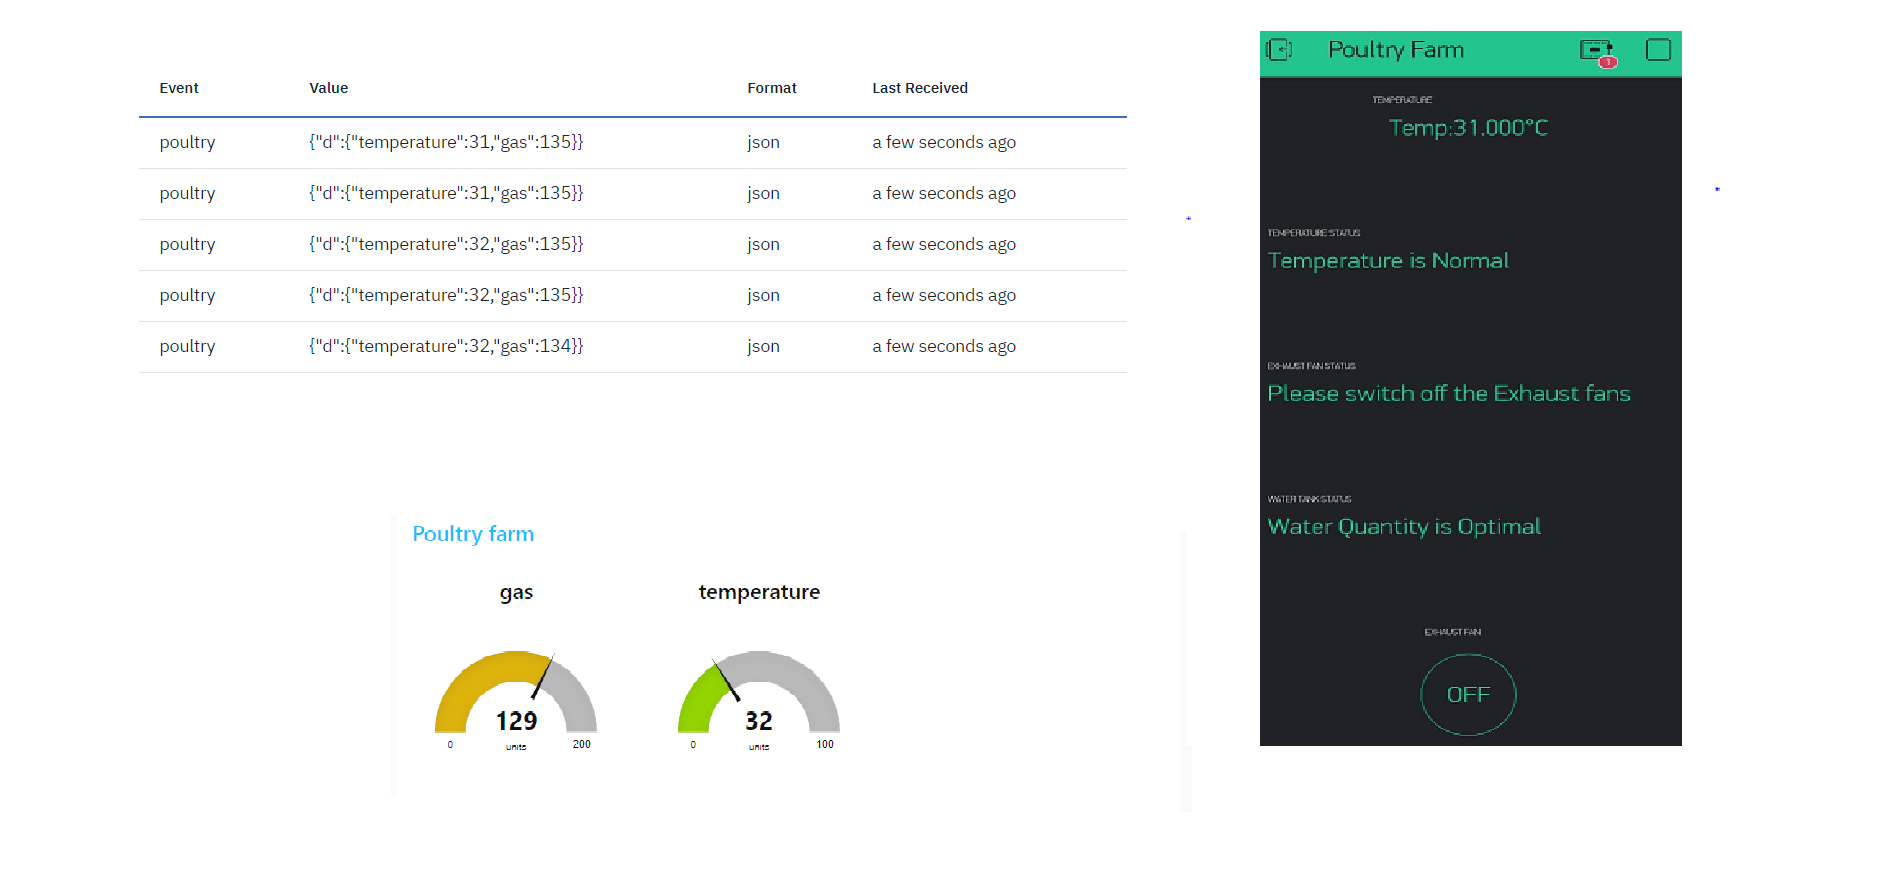 Event Value Format Last Received
poultry {"d":{"temperature":31,"gas":135}} json a few seconds ago
poultry {"d":{"temperature":31,"gas":135}} json a few seconds ago
poultry {"d":{"temperature":32,"gas":135}} json a few seconds ago
poultry {"d":{"temperature":32,"gas":135}} json a few seconds ago
poultry {"d":{"temperature":32,"gas":134}} json a few seconds ago
Poultry farm
gas temperature
129 32
0 units 200 0 units 100
Poultry Farm
1
TEMPERATURE
Temp:31.000°C
TEMPERATURE STATUS
Temperature is Normal
EXHAUST FAN STATUS
Please switch off the Exhaust fans
WATER TANK STATUS
Water Quantity is Optimal
EXHAUST FAN
OFF